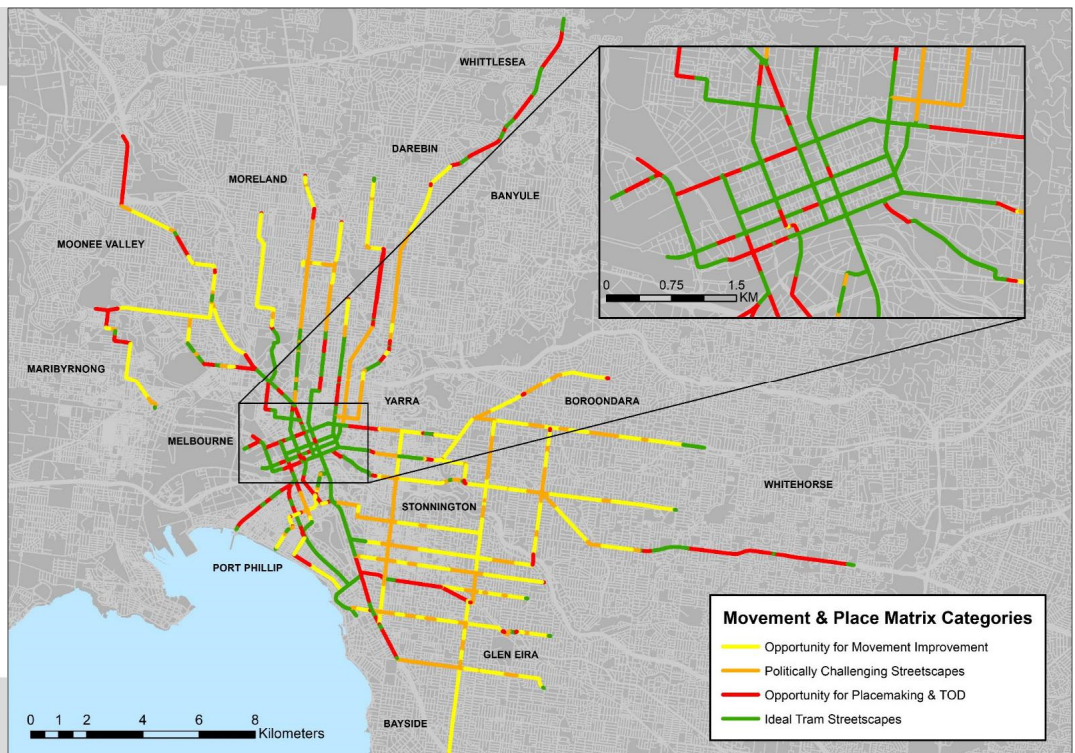 WHITTLESEA
DAREBIN
MORELAND
BANYULE
MOONEE VALLEY
0 0.75 1.5
KM
MARIBYRNONG
YARRA
BOROONDARA
MELBOURNE
WHITEHORSE
STONNINGTON
PORT PHILLIP
GLEN EIRA
BAYSIDE
0 1 2 4 6 8
Kilometers
Movement & Place Matrix Categories
Opportunity for Movement Improvement
Politically Challenging Streetscapes
Opportunity for Placemaking & TOD
Ideal Tram Streetscapes